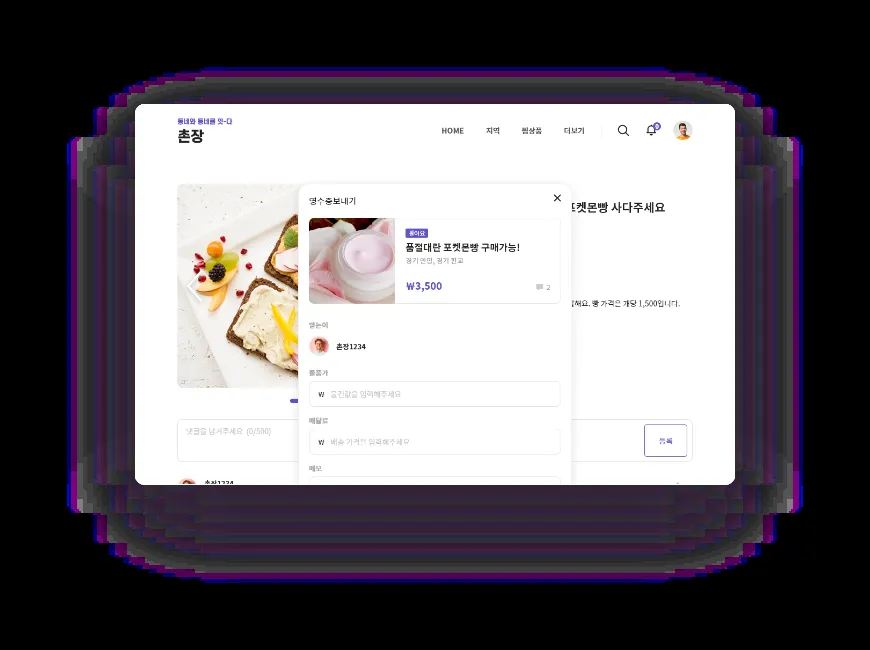 동네와 동네를 잇-다
촌장
HOME 지역 찜상품 더보기
영수증보내기
포켓몬빵 사다주세요
좋아요
품절대란 포켓몬빵 구매가능!
경기 안양, 경기 판교
₩3,500
2
해요. 빵 가격은 개당 1,500입니다.
받는이
촌장1234
물품가
₩ 물건값을 입력해주세요
배달료
₩ 배송 가격을 입력해주세요
댓글을 남겨주세요 (0/500)
등록
메모
촌장1234